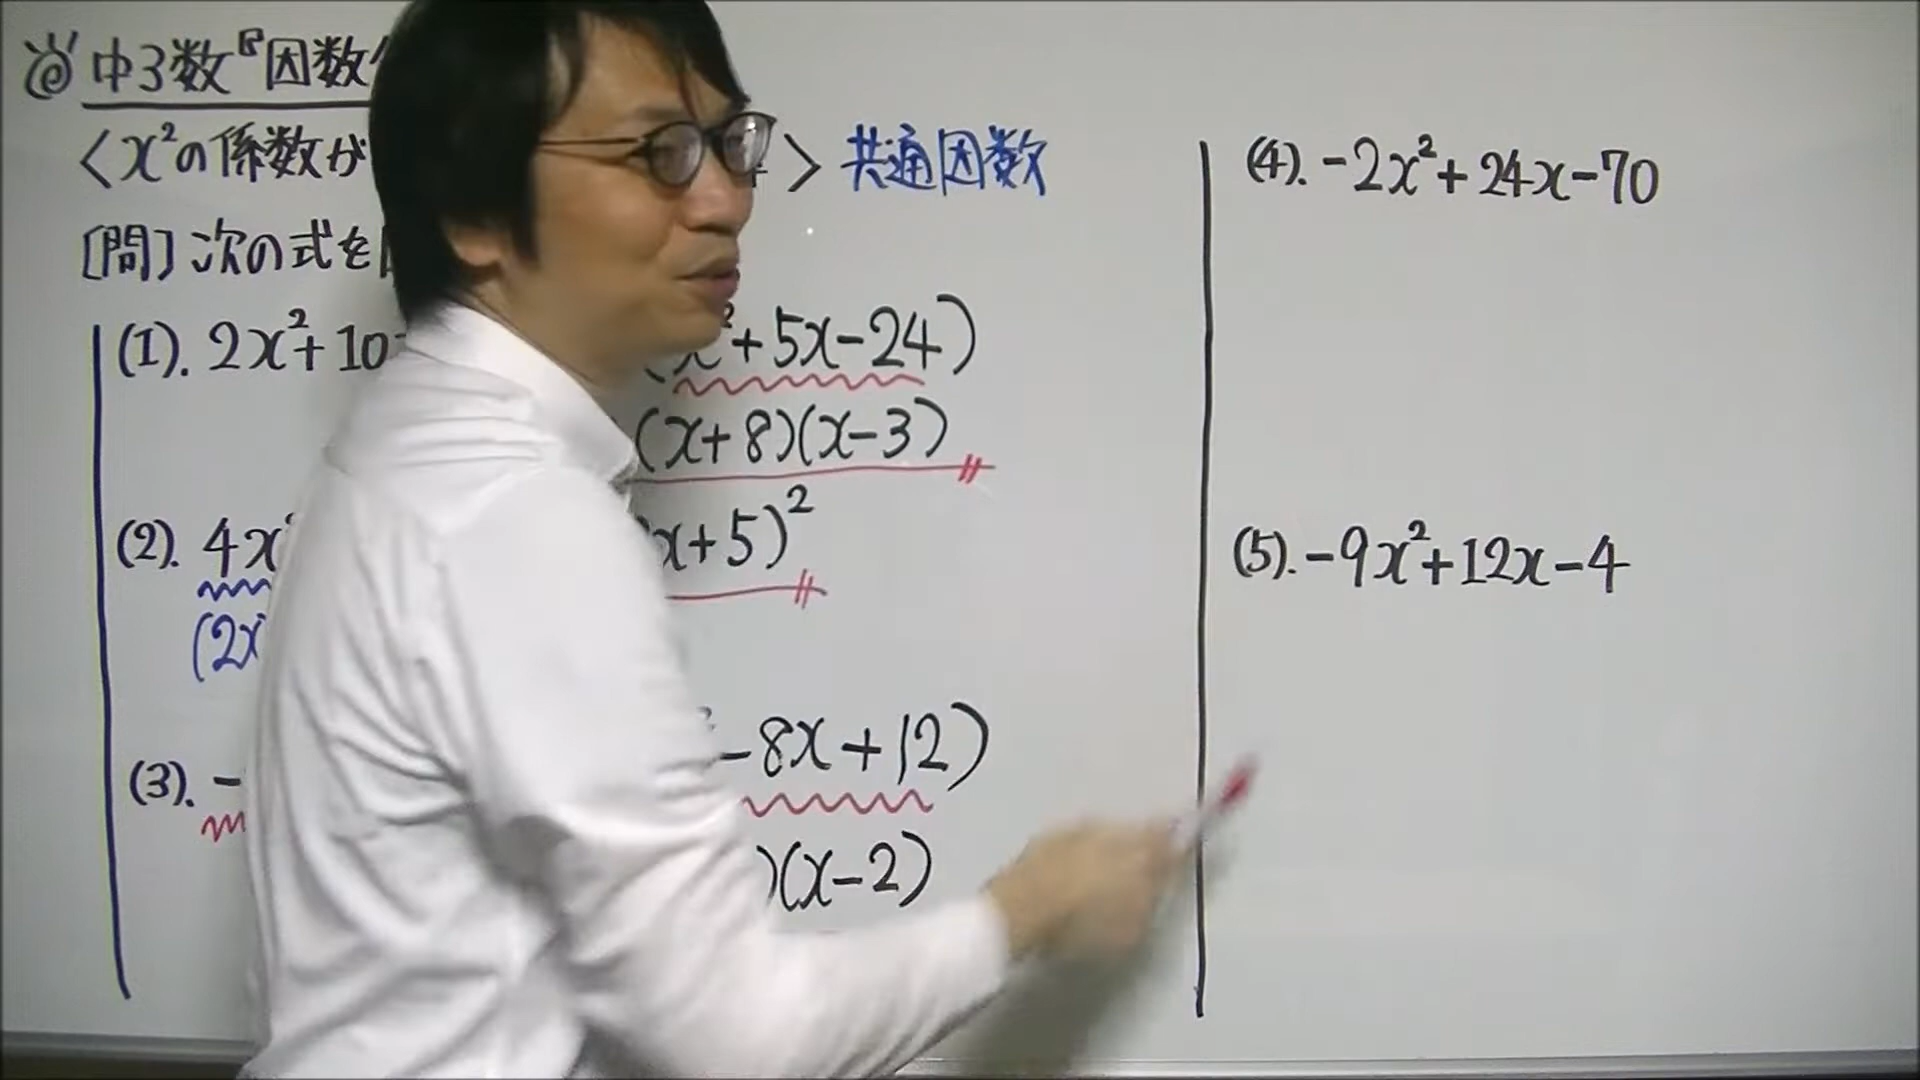 中3数『因数
<x²の係数が > 共通因数
[問]次の式を
(1). 2x²+10 x²+5x-24)
(x+8)(x-3)
(2). 4x² x+5)²
(2x
(3). - -8x+12)
)(x-2)
(4). -2x²+24x-70
(5). -9x²+12x-4